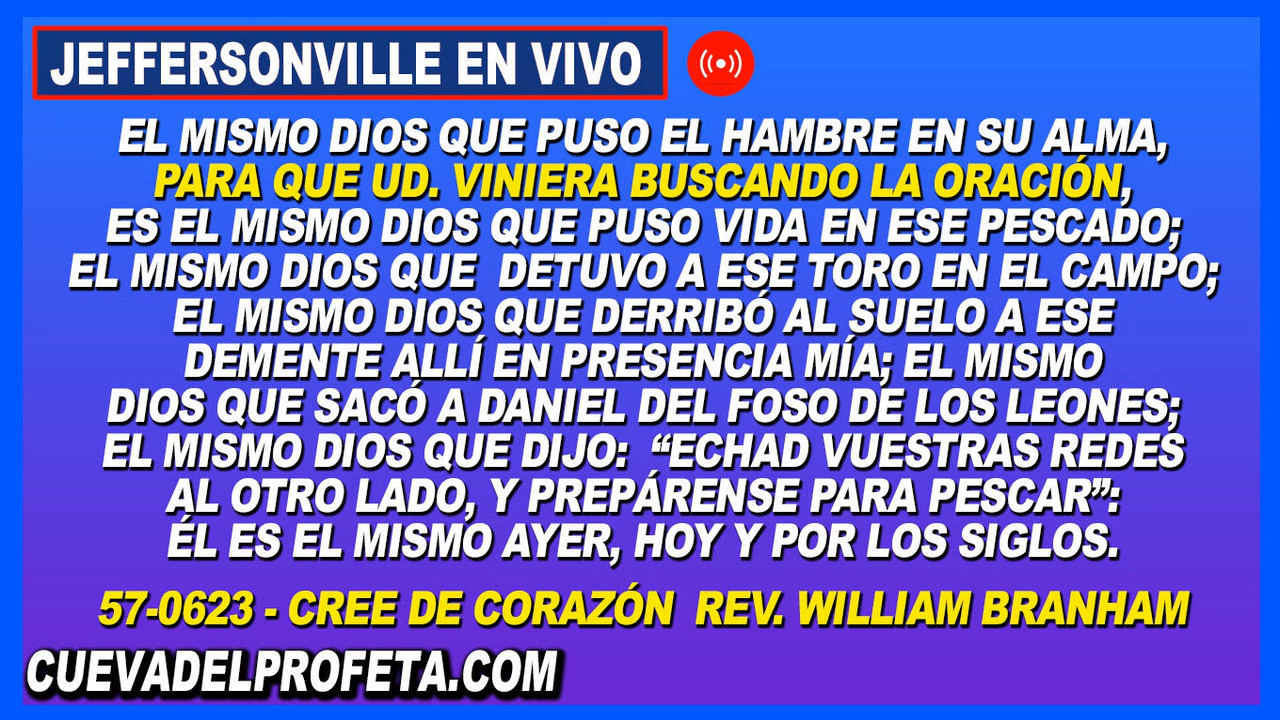 JEFFERSONVILLE EN VIVO
EL MISMO DIOS QUE PUSO EL HAMBRE EN SU ALMA,
PARA QUE UD. VINIERA BUSCANDO LA ORACIÓN,
ES EL MISMO DIOS QUE PUSO VIDA EN ESE PESCADO;
EL MISMO DIOS QUE DETUVO A ESE TORO EN EL CAMPO;
EL MISMO DIOS QUE DERRIBÓ AL SUELO A ESE
DEMENTE ALLÍ EN PRESENCIA MÍA; EL MISMO
DIOS QUE SACÓ A DANIEL DEL FOSO DE LOS LEONES;
EL MISMO DIOS QUE DIJO: “ECHAD VUESTRAS REDES
AL OTRO LADO, Y PREPÁRENSE PARA PESCAR”:
ÉL ES EL MISMO AYER, HOY Y POR LOS SIGLOS.
57-0623 - CREE DE CORAZÓN REV. WILLIAM BRANHAM
CUEVADELPROFETA.COM